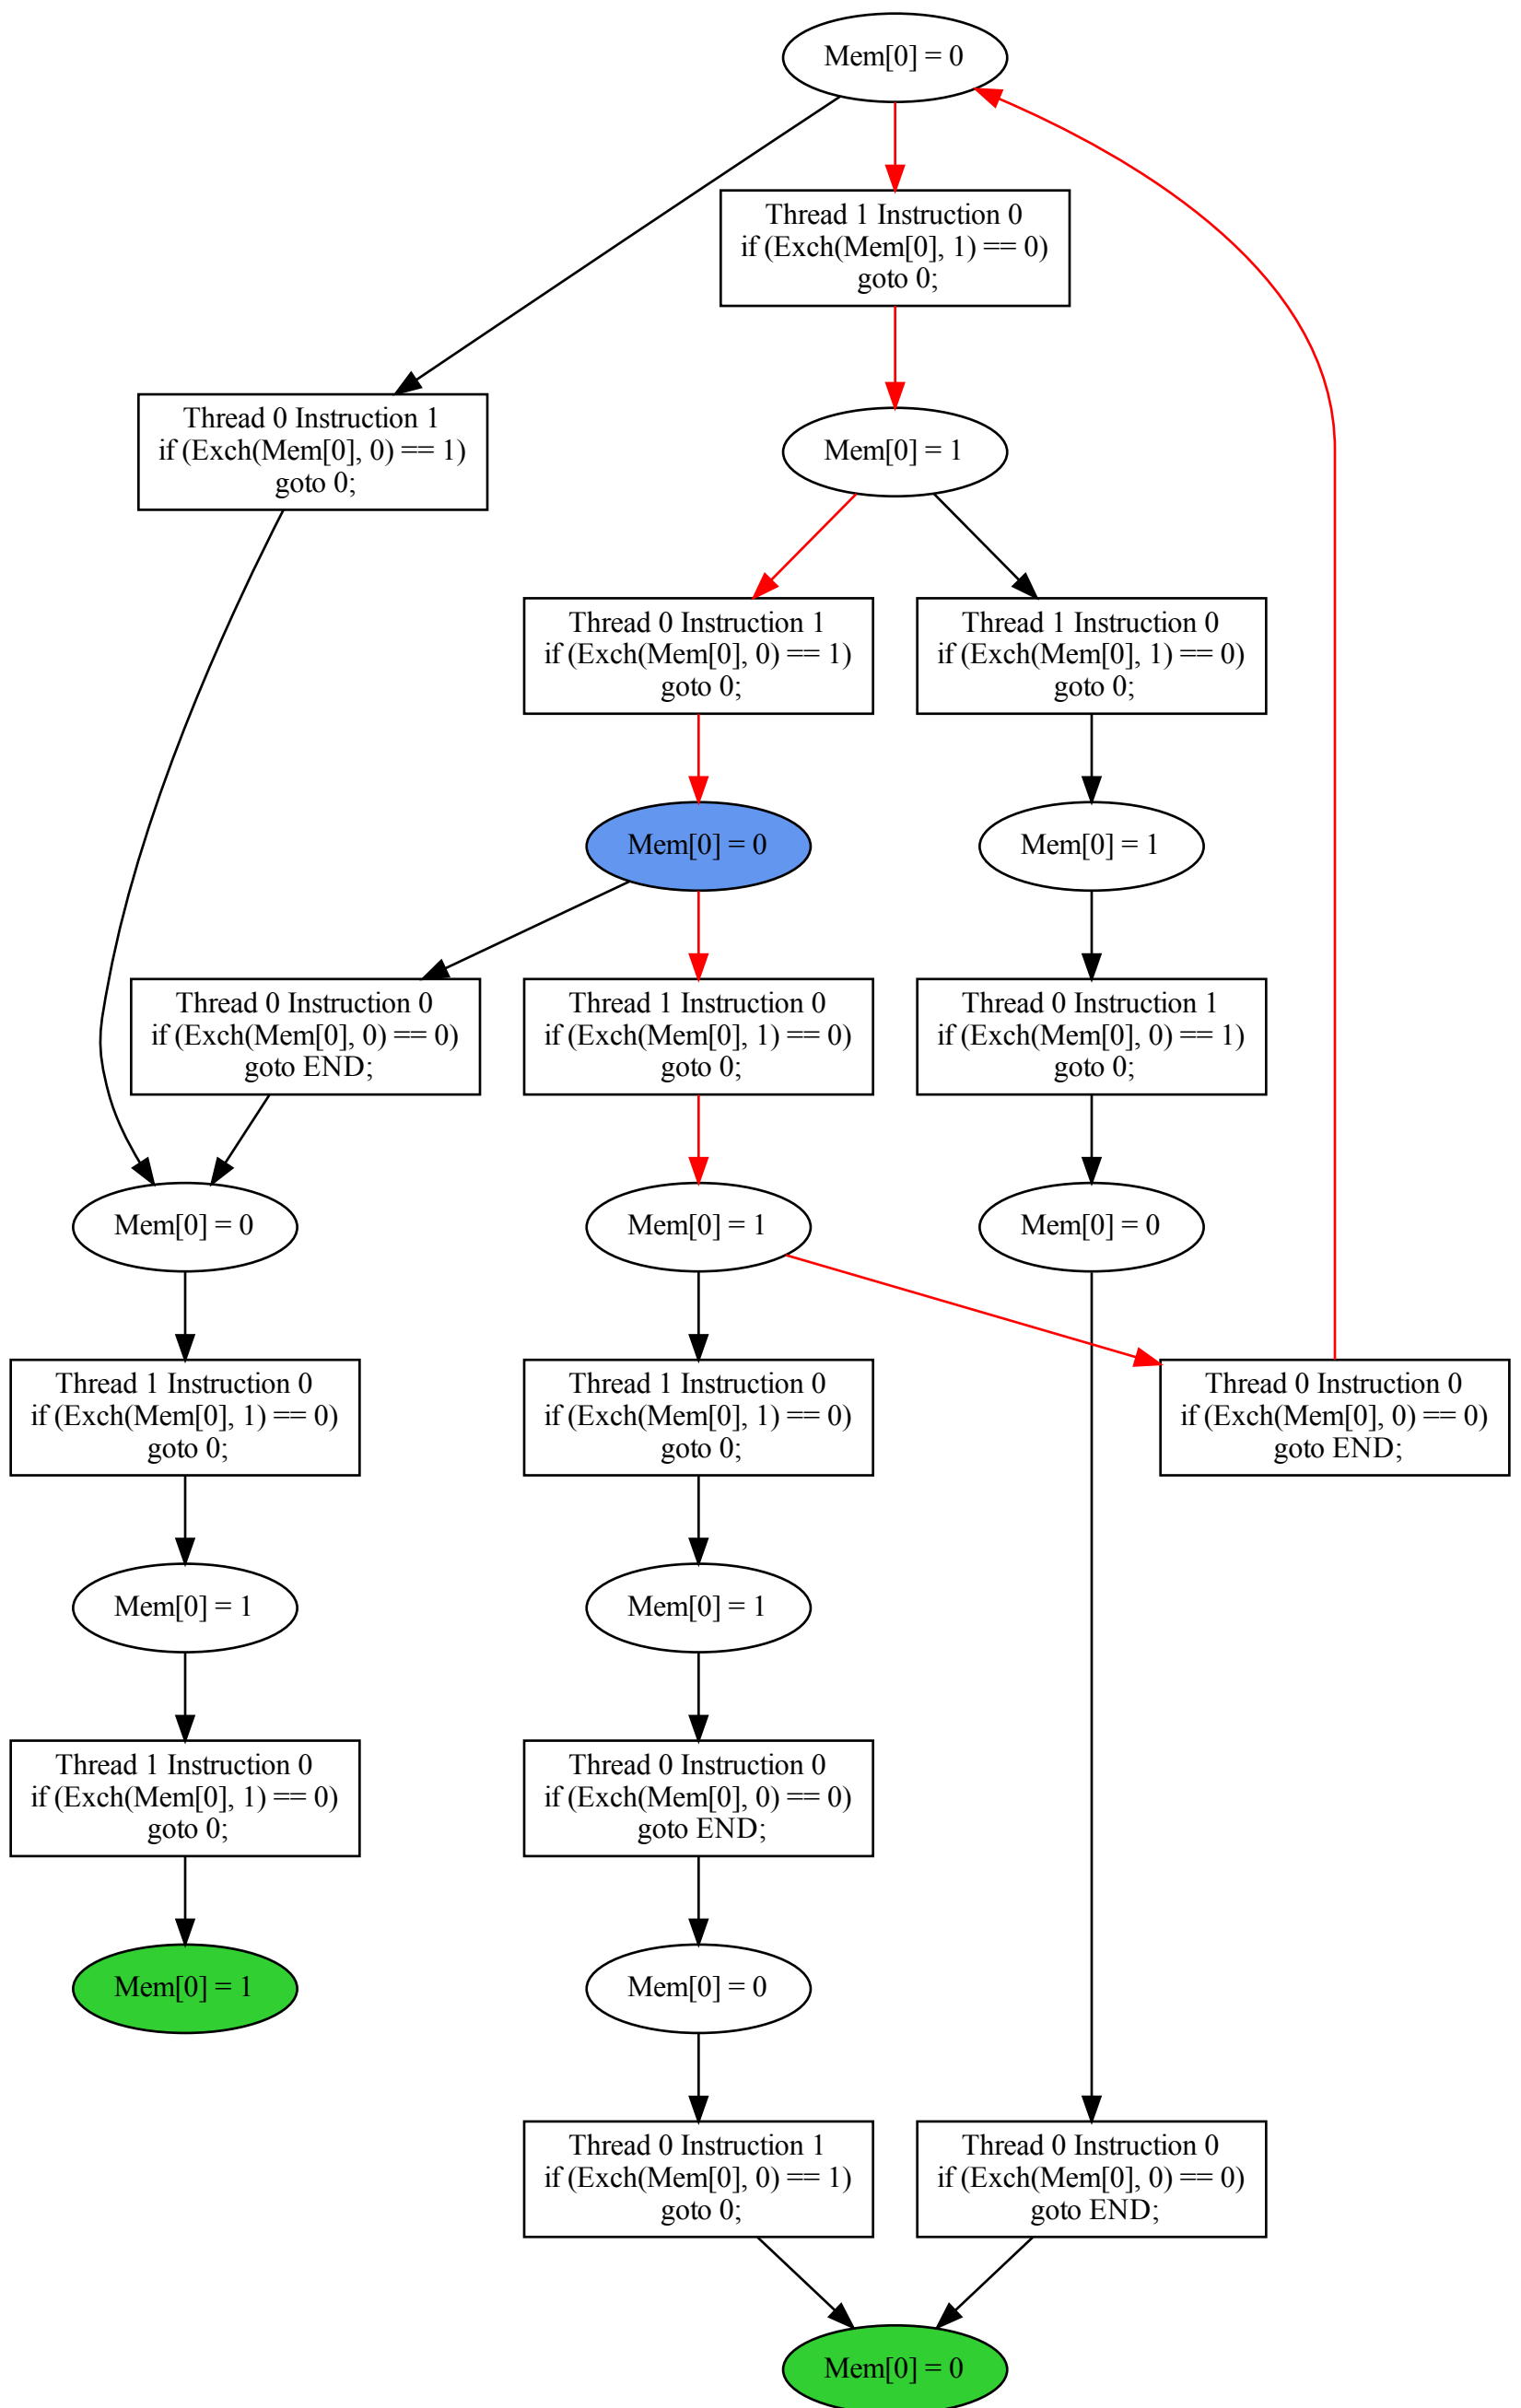 Mem[0] = 0
Thread 1 Instruction 0
if (Exch(Mem[0], 1) == 0)
goto 0;
Thread 0 Instruction 1
if (Exch(Mem[0], 0) == 1)
goto 0;
Mem[0] = 1
Thread 0 Instruction 1
if (Exch(Mem[0], 0) == 1)
goto 0;
Thread 1 Instruction 0
if (Exch(Mem[0], 1) == 0)
goto 0;
Mem[0] = 0
Mem[0] = 1
Thread 0 Instruction 0
if (Exch(Mem[0], 0) == 0)
goto END;
Thread 1 Instruction 0
if (Exch(Mem[0], 1) == 0)
goto 0;
Thread 0 Instruction 1
if (Exch(Mem[0], 0) == 1)
goto 0;
Mem[0] = 0
Mem[0] = 1
Mem[0] = 0
Thread 1 Instruction 0
if (Exch(Mem[0], 1) == 0)
goto 0;
Thread 1 Instruction 0
if (Exch(Mem[0], 1) == 0)
goto 0;
Thread 0 Instruction 0
if (Exch(Mem[0], 0) == 0)
goto END;
Mem[0] = 1
Mem[0] = 1
Thread 1 Instruction 0
if (Exch(Mem[0], 1) == 0)
goto 0;
Thread 0 Instruction 0
if (Exch(Mem[0], 0) == 0)
goto END;
Mem[0] = 1
Mem[0] = 0
Thread 0 Instruction 1
if (Exch(Mem[0], 0) == 1)
goto 0;
Thread 0 Instruction 0
if (Exch(Mem[0], 0) == 0)
goto END;
Mem[0] = 0